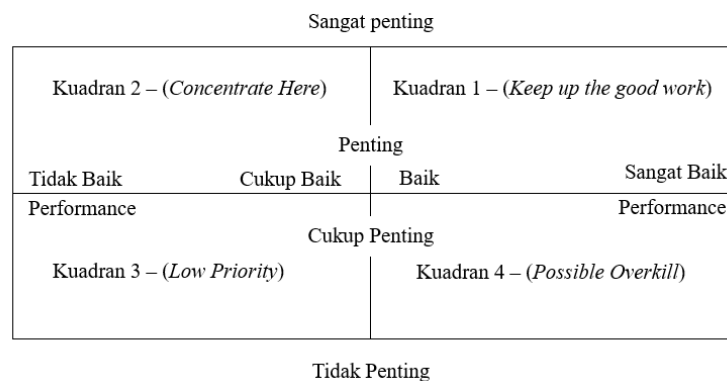 Sangat penting
Kuadran 2 – (Concentrate Here)
Kuadran 1 – (Keep up the good work)
Penting
Tidak Baik
Cukup Baik
Baik
Sangat Baik
Performance
Performance
Cukup Penting
Kuadran 3 – (Low Priority)
Kuadran 4 – (Possible Overkill)
Tidak Penting